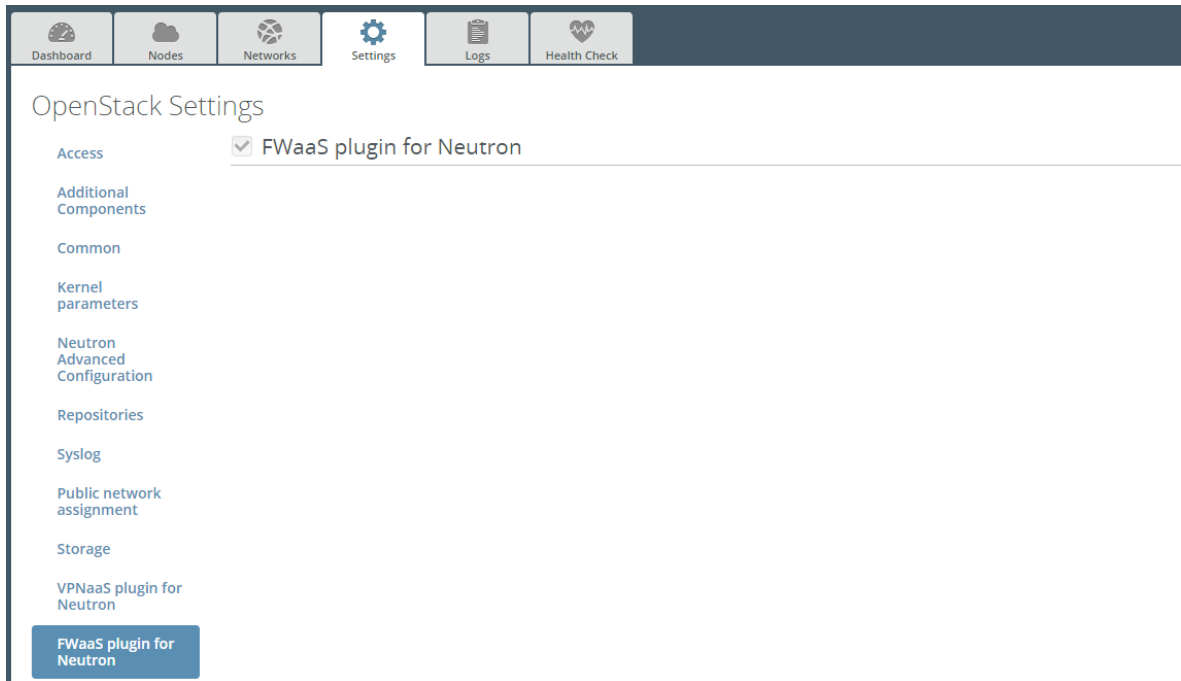 Dashboard
Nodes
Networks
Settings
Logs
Health Check
OpenStack Settings
Access
Additional
Components
Common
Kernel
parameters
Neutron
Advanced
Configuration
Repositories
Syslog
Public network
assignment
Storage
VPNaaS plugin for
Neutron
FWaaS plugin for
Neutron
FWaaS plugin for Neutron